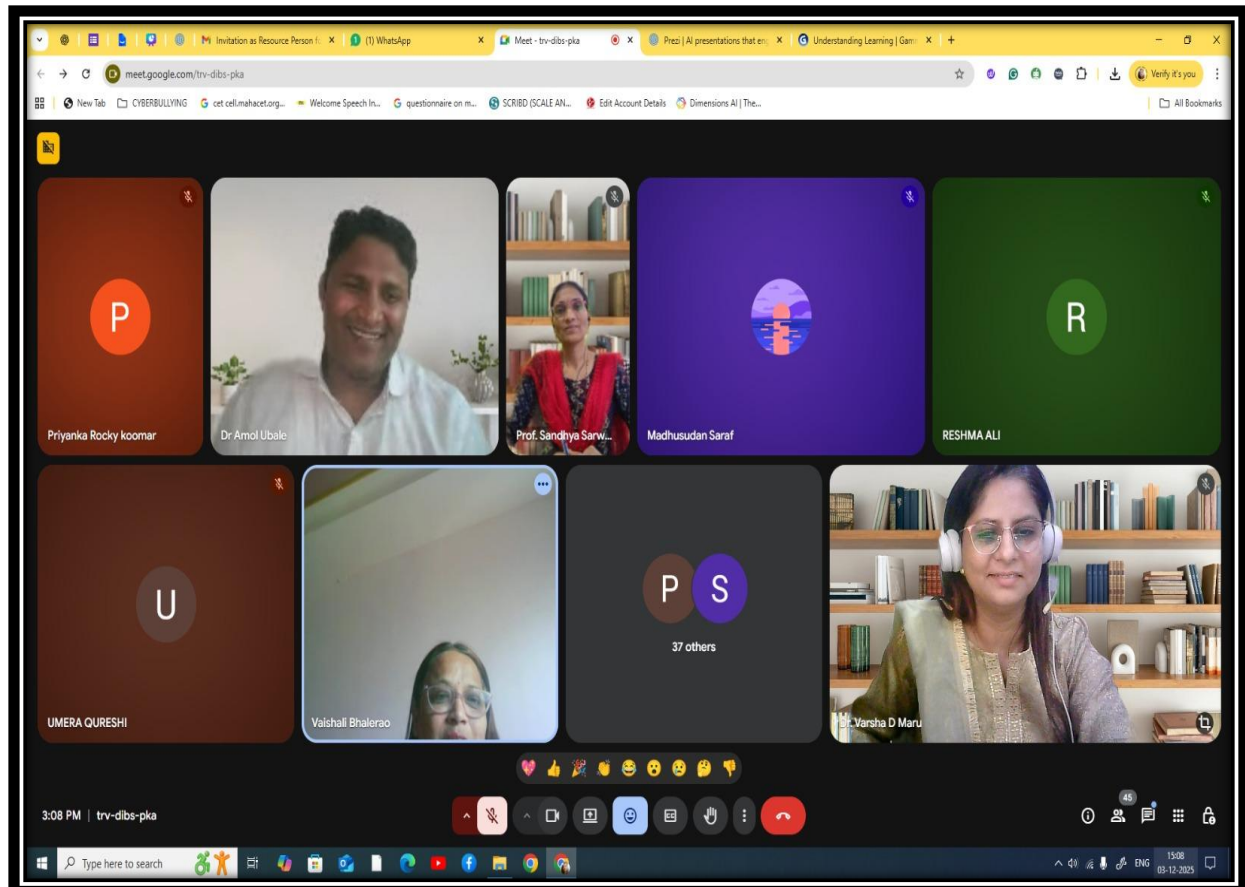 Invitation as Resource Person fo
(1) WhatsApp
Meet - trv-dibs-pka
Prezi | AI presentations that eng
Understanding Learning | Gamm
meet.google.com/trv-dibs-pka
Verify it's you
New Tab
CYBERBULLYING
cet cell.mahacet.org...
Welcome Speech In...
questionnaire on m...
SCRIBD (SCALE AN...
Edit Account Details
Dimensions AI | The...
All Bookmarks
P
R
Priyanka Rocky koomar
Dr Amol Ubale
Prof. Sandhya Sarw...
Madhusudan Saraf
RESHMA ALI
U
P S
37 others
UMERA QURESHI
Vaishali Bhalerao
Dr. Varsha D Maru
3:08 PM | trv-dibs-pka
45
Type here to search
ENG
15:08
03-12-2025